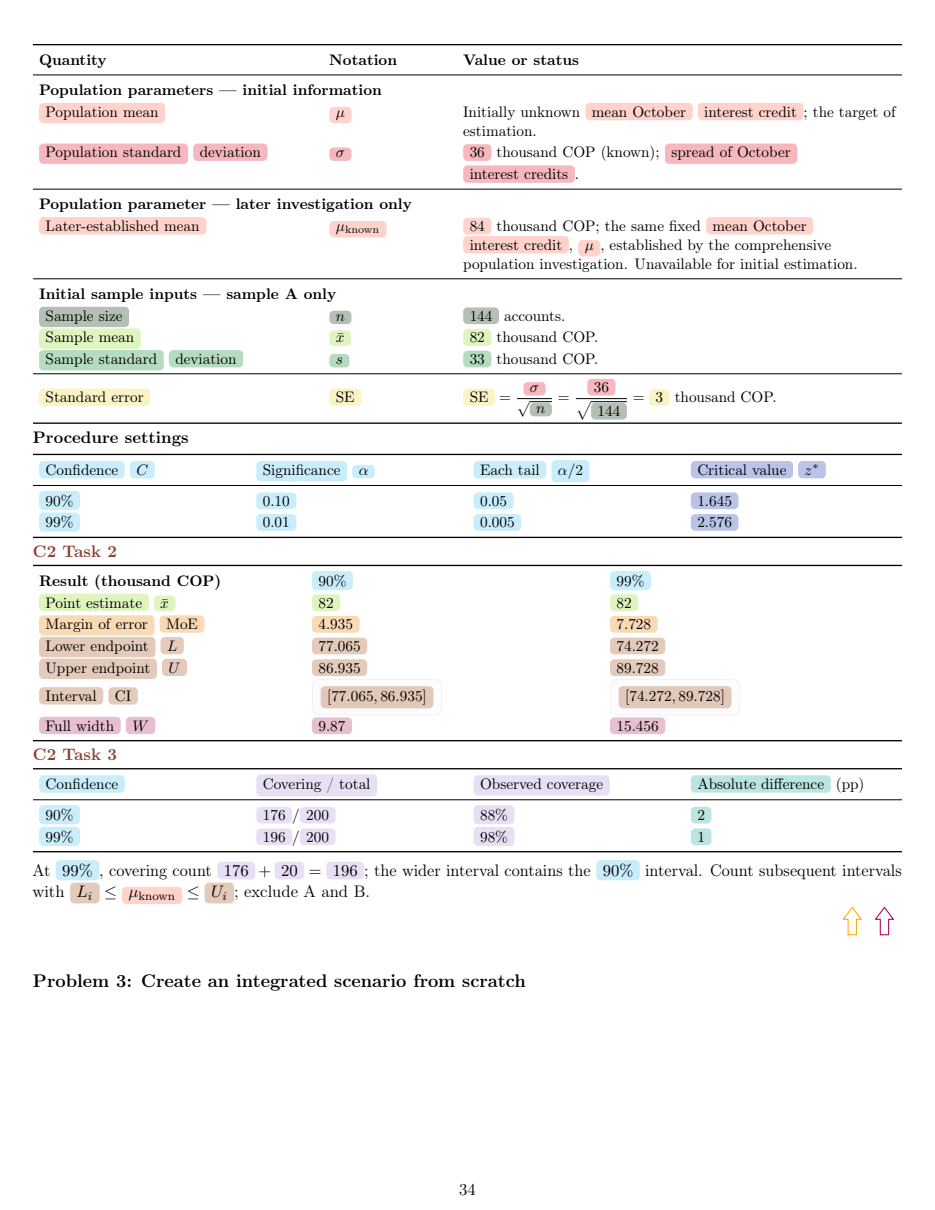 Quantity Notation Value or status
Population parameters — initial information
Population mean μ Initially unknown mean October interest credit ; the target of
estimation.
Population standard deviation σ 36 thousand COP (known); spread of October
interest credits .
Population parameter — later investigation only
Later-established mean μknown 84 thousand COP; the same fixed mean October
interest credit , μ , established by the comprehensive
population investigation. Unavailable for initial estimation.
Initial sample inputs — sample A only
Sample size n 144 accounts.
Sample mean x̄ 82 thousand COP.
Sample standard deviation s 33 thousand COP.
Standard error SE SE = σ/√n = 36/√144 = 3 thousand COP.
Procedure settings
Confidence C Significance α Each tail α/2 Critical value z*
90% 0.10 0.05 1.645
99% 0.01 0.005 2.576
C2 Task 2
Result (thousand COP) 90% 99%
Point estimate x̄ 82 82
Margin of error MoE 4.935 7.728
Lower endpoint L 77.065 74.272
Upper endpoint U 86.935 89.728
Interval CI [77.065, 86.935] [74.272, 89.728]
Full width W 9.87 15.456
C2 Task 3
Confidence Covering / total Observed coverage Absolute difference (pp)
90% 176 / 200 88% 2
99% 196 / 200 98% 1
At 99% , covering count 176 + 20 = 196 ; the wider interval contains the 90% interval. Count subsequent intervals
with Li ≤ μknown ≤ Ui ; exclude A and B.
Problem 3: Create an integrated scenario from scratch
34